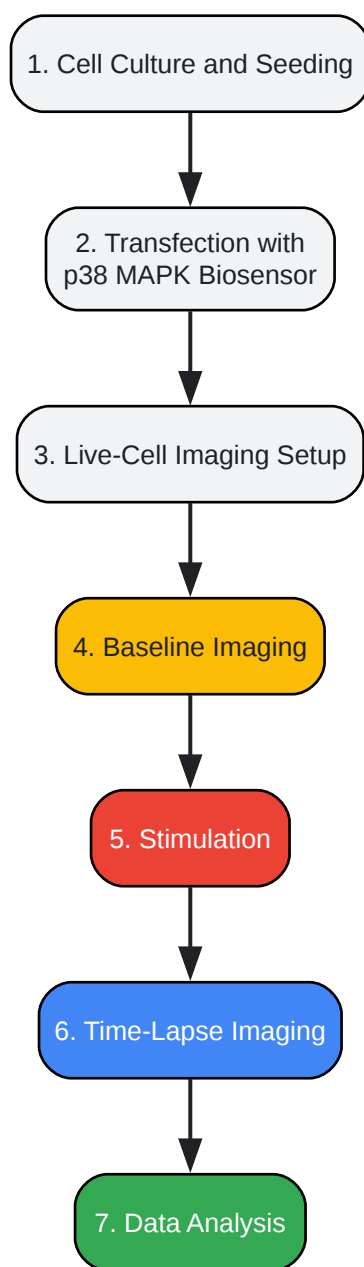 1. Cell Culture and Seeding
2. Transfection with
p38 MAPK Biosensor
3. Live-Cell Imaging Setup
4. Baseline Imaging
5. Stimulation
6. Time-Lapse Imaging
7. Data Analysis